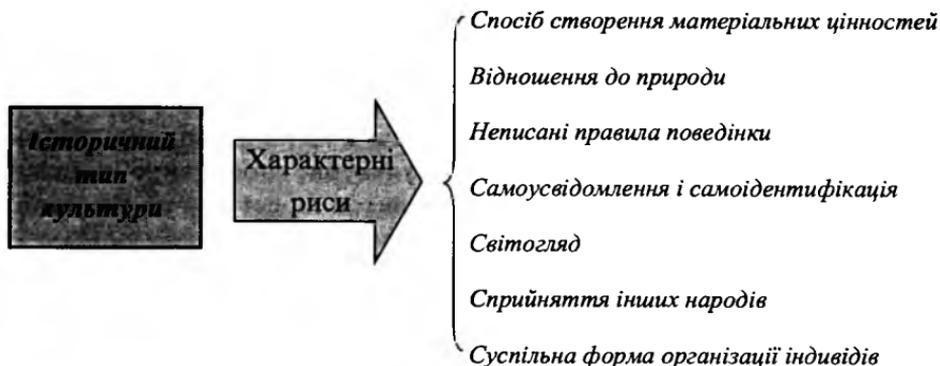 Історичний
тип
культури
Характерні
риси
Спосіб створення матеріальних цінностей
Відношення до природи
Неписані правила поведінки
Самоусвідомлення і самоідентифікація
Світогляд
Сприйняття інших народів
Суспільна форма організації індивідів